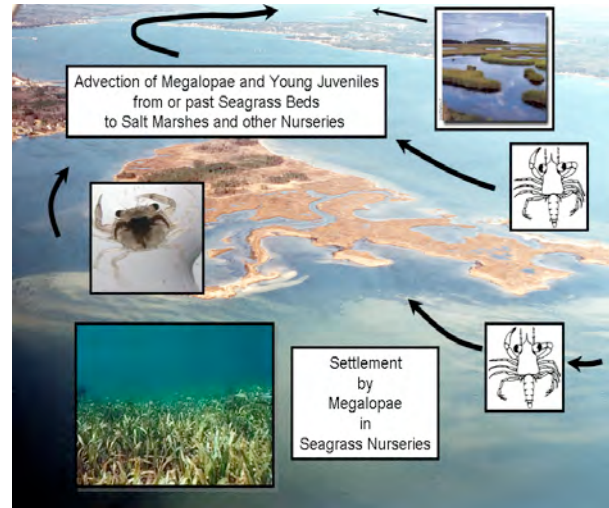 Advection of Megalopae and Young Juveniles
from or past Seagrass Beds
to Salt Marshes and other Nurseries
Settlement
by
Megalopae
in
Seagrass Nurseries